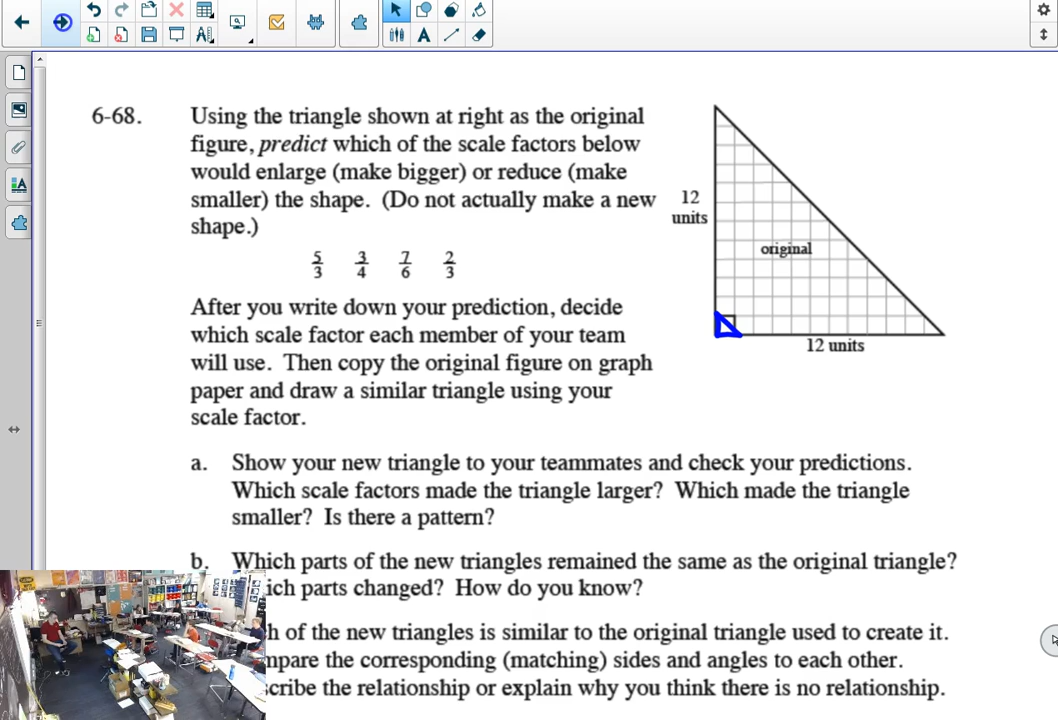 6-68. Using the triangle shown at right as the original
figure, predict which of the scale factors below
would enlarge (make bigger) or reduce (make
smaller) the shape. (Do not actually make a new
shape.)
5/3 3/4 7/6 2/3
After you write down your prediction, decide
which scale factor each member of your team
will use. Then copy the original figure on graph
paper and draw a similar triangle using your
scale factor.
12
units
original
12 units
a. Show your new triangle to your teammates and check your predictions.
Which scale factors made the triangle larger? Which made the triangle
smaller? Is there a pattern?
b. Which parts of the new triangles remained the same as the original triangle?
ich parts changed? How do you know?
h of the new triangles is similar to the original triangle used to create it.
mpare the corresponding (matching) sides and angles to each other.
scribe the relationship or explain why you think there is no relationship.